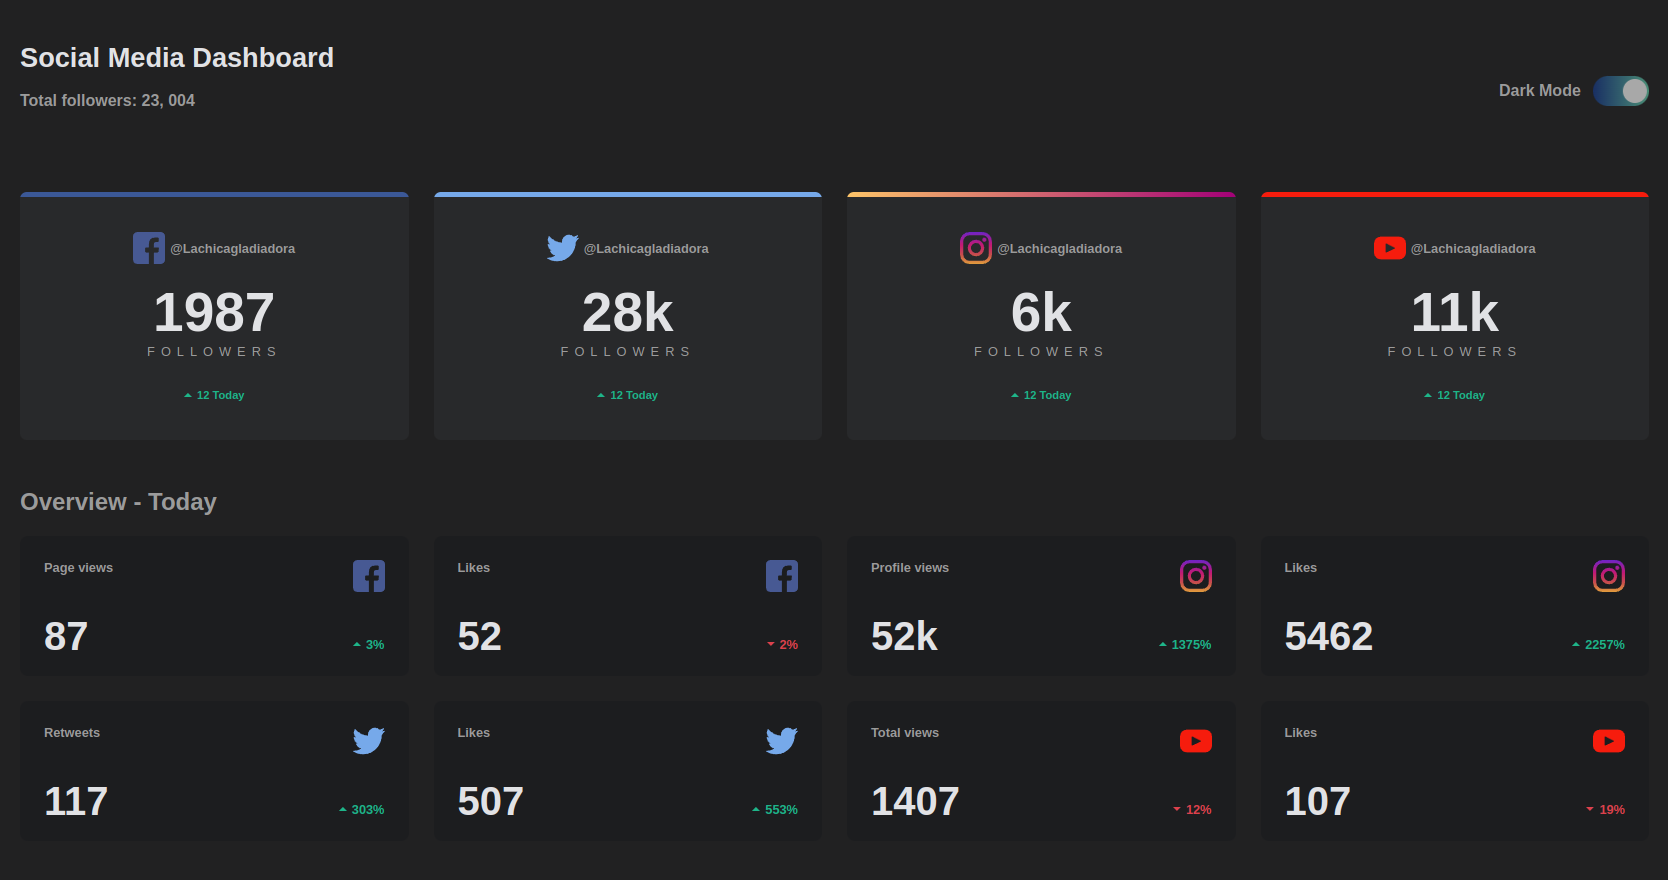 Social Media Dashboard
Total followers: 23, 004
Dark Mode
@Lachicagladiadora
1987
FOLLOWERS
12 Today
@Lachicagladiadora
28k
FOLLOWERS
12 Today
@Lachicagladiadora
6k
FOLLOWERS
12 Today
@Lachicagladiadora
11k
FOLLOWERS
12 Today
Overview - Today
Page views
87
3%
Likes
52
2%
Profile views
52k
1375%
Likes
5462
2257%
Retweets
117
303%
Likes
507
553%
Total views
1407
12%
Likes
107
19%